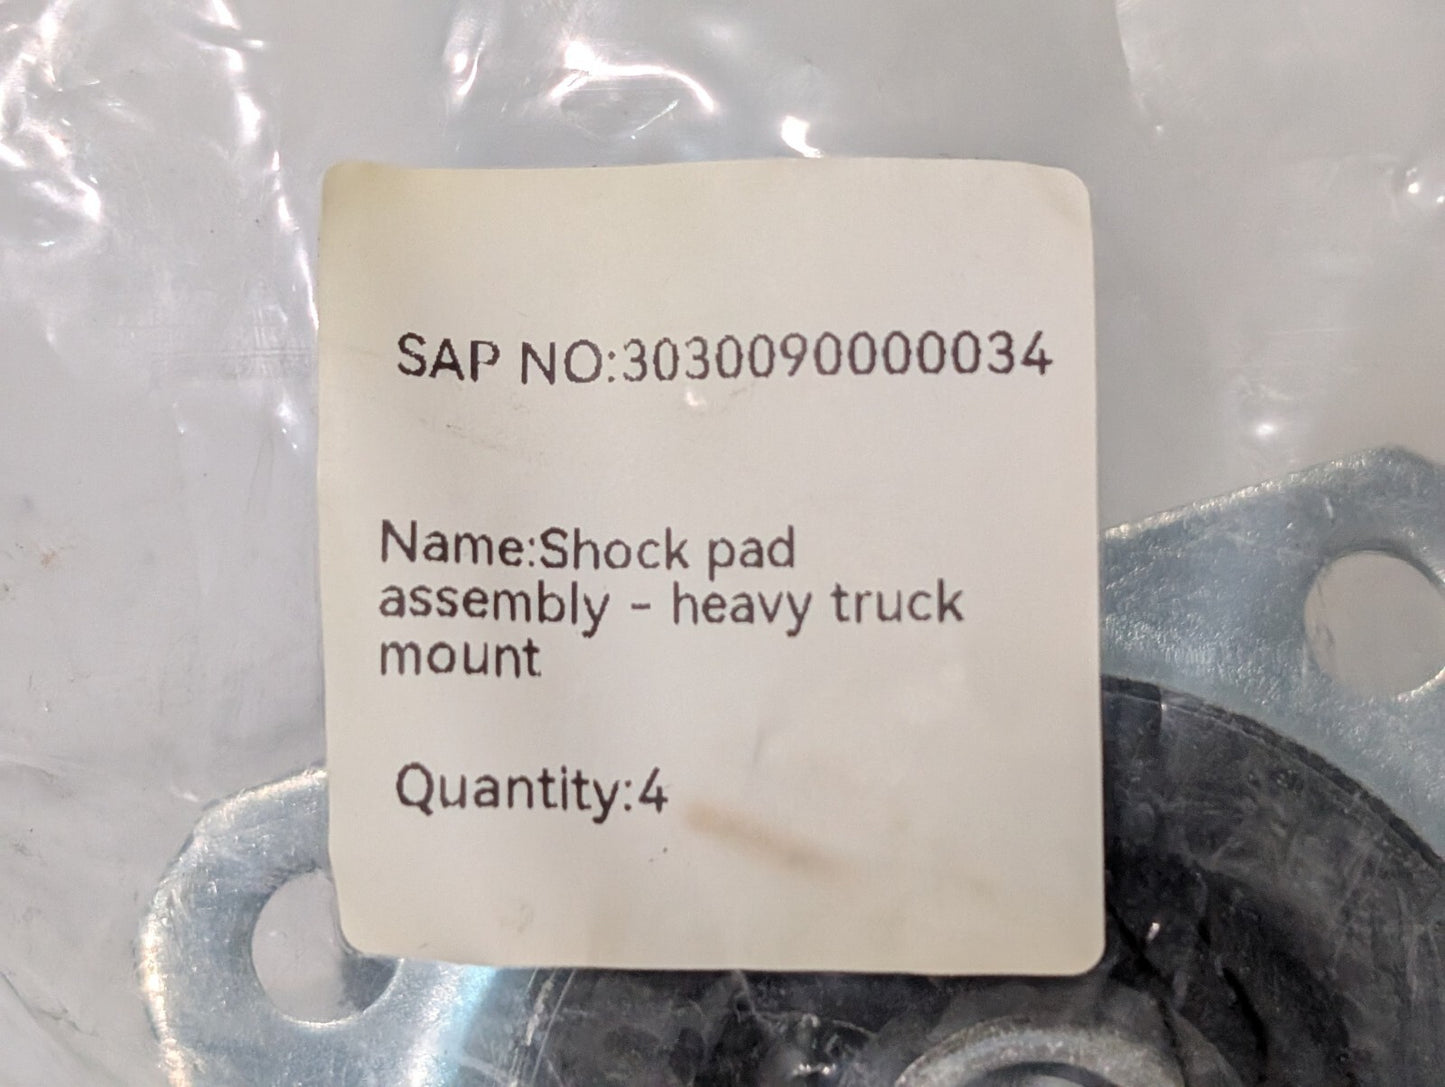 SAP NO:3030090000034
Name:Shock pad
assembly - heavy truck
mount
Quantity:4